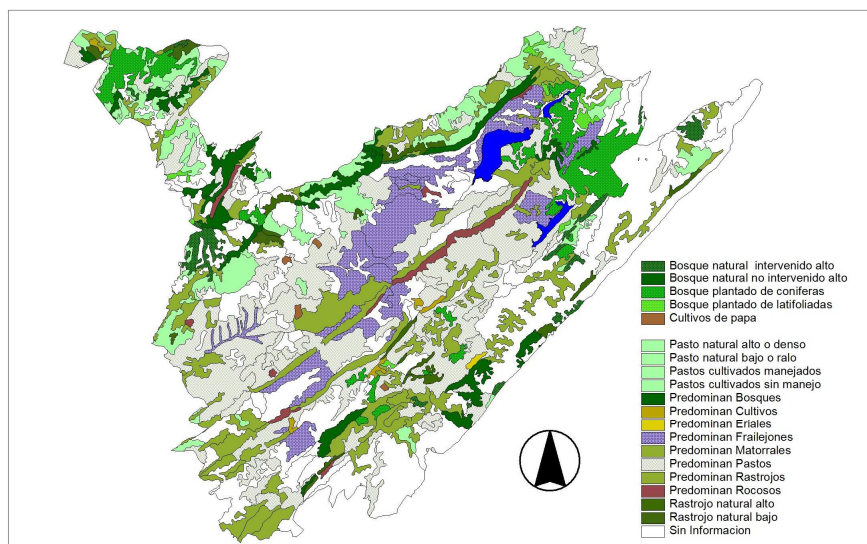 Bosque natural intervenido alto
Bosque natural no intervenido alto
Bosque plantado de coniferas
Bosque plantado de latifoliadas
Cultivos de papa
Pasto natural alto o denso
Pasto natural bajo o ralo
Pastos cultivados manejados
Pastos cultivados sin manejo
Predominan Bosques
Predominan Cultivos
Predominan Eriales
Predominan Frailejones
Predominan Matorrales
Predominan Pastos
Predominan Rastrojos
Predominan Rocosos
Rastrojo natural alto
Rastrojo natural bajo
Sin Informacion